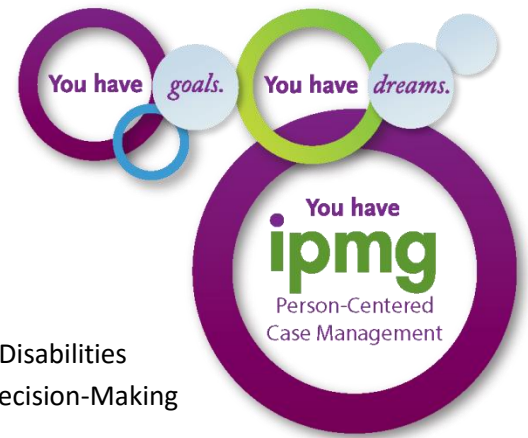 You have goals. You have dreams.
You have
ipmg
Person-Centered
Case Management
Disabilities
ecision-Making